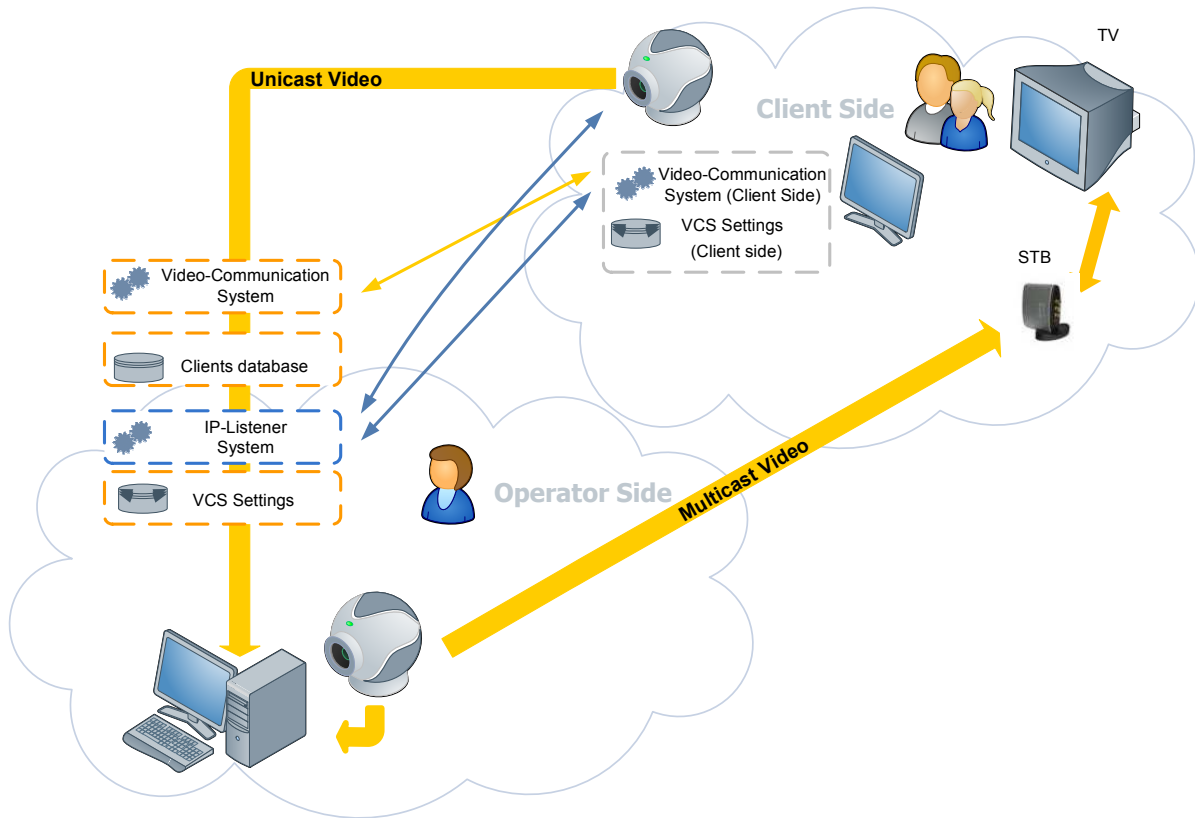 TV
Unicast Video
Client Side
Video-Communication
System (Client Side)
VCS Settings
(Client side)
STB
Video-Communication
System
Clients database
IP-Listener
System
VCS Settings
Operator Side
Multicast Video